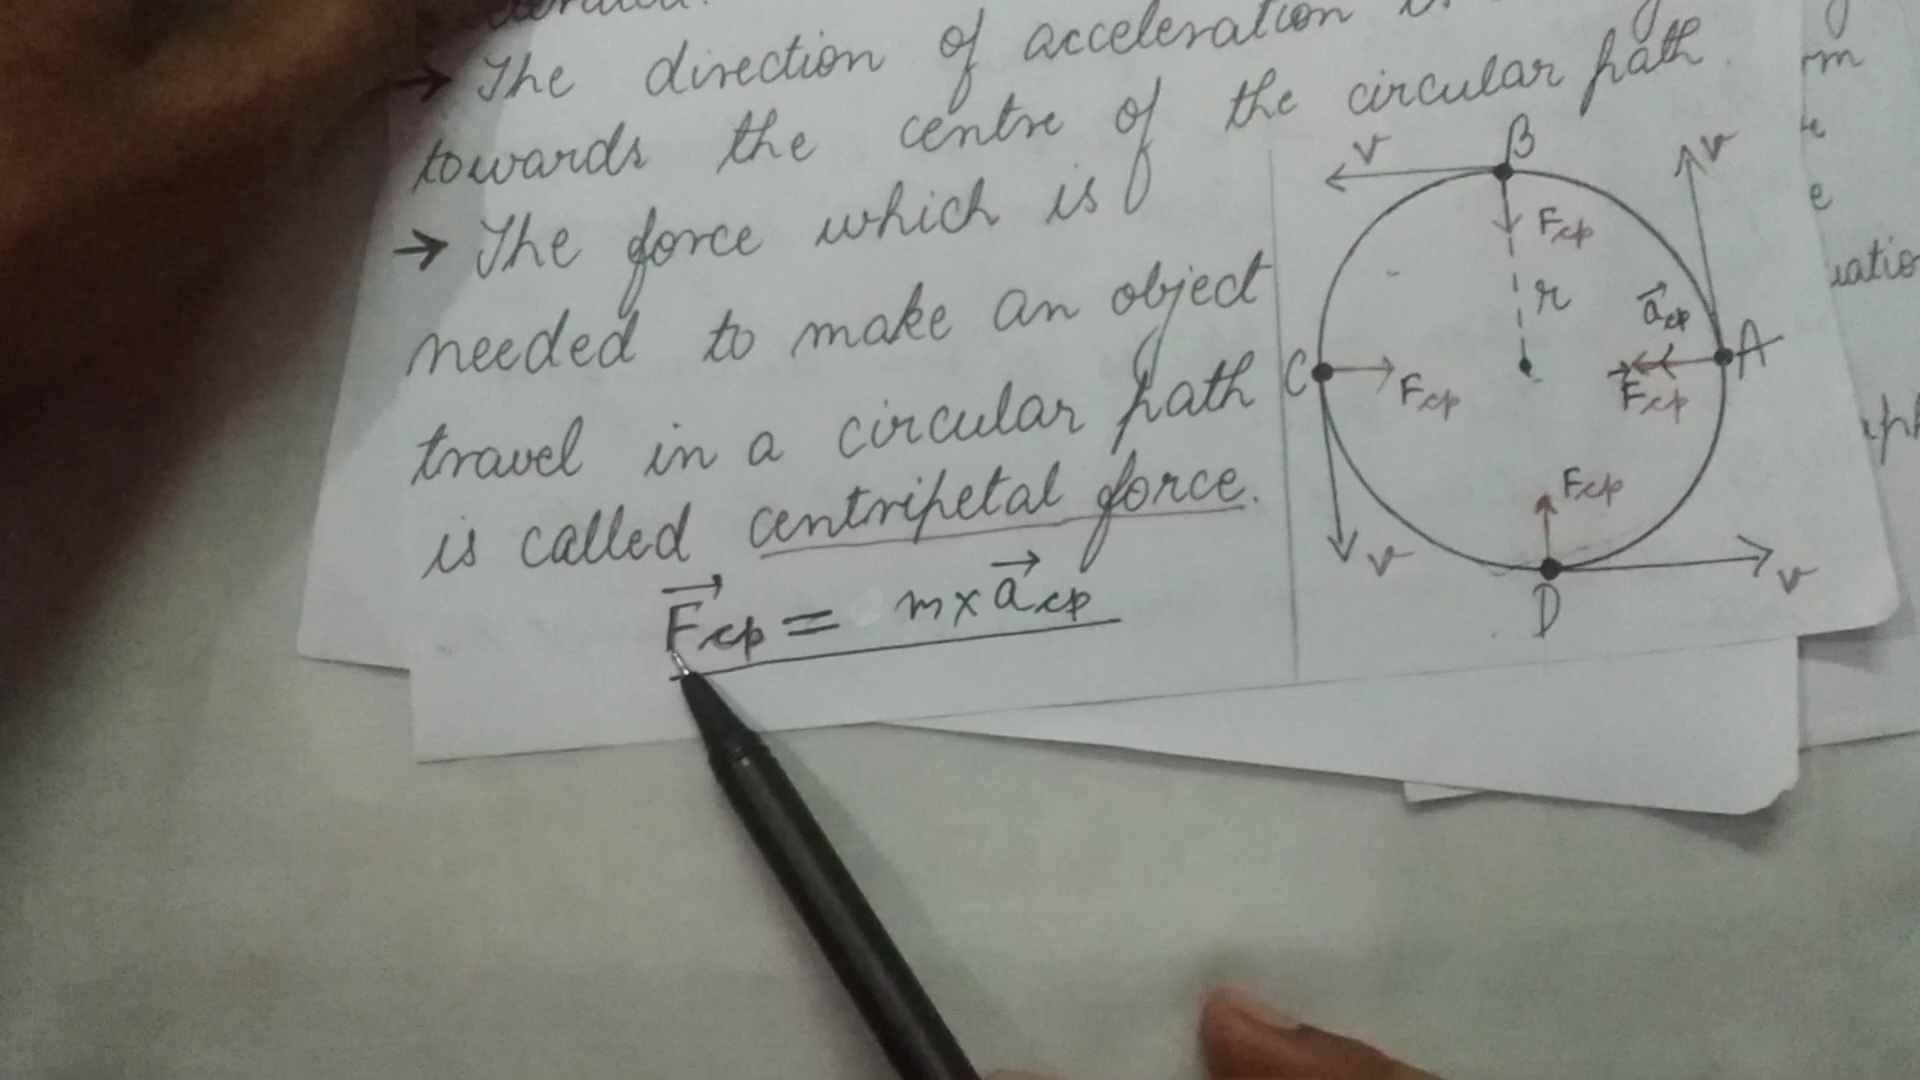 → The direction of acceleration
towards the centre of the circular path.
→ The force which is
needed to make an object
travel in a circular path
is called centripetal force.
F⃗cp = m x a⃗cp
B
v
v
Fcp
r
a⃗cp
A
C
Fcp
F⃗cp
Fcp
v
v
D